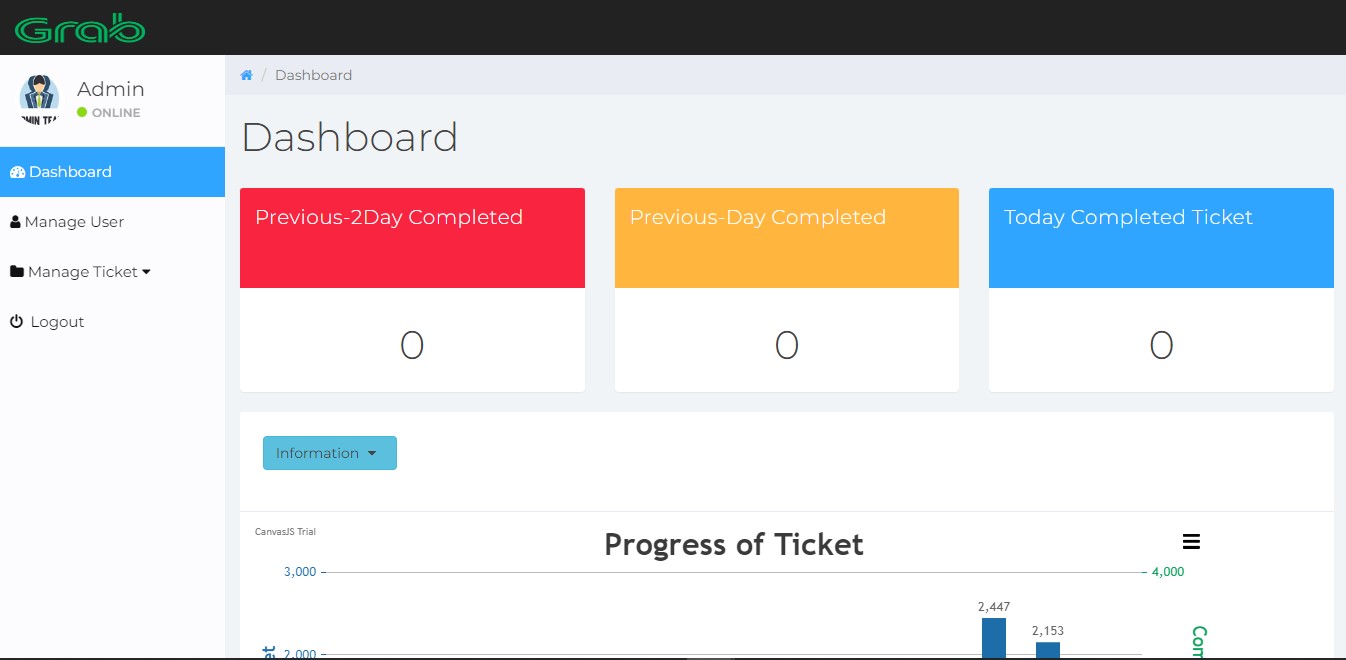 Grab
Admin
ONLINE
Dashboard
Manage User
Manage Ticket
Logout
/ Dashboard
Dashboard
Previous-2Day Completed
0
Previous-Day Completed
0
Today Completed Ticket
0
Information
CanvasJS Trial
Progress of Ticket
3,000
4,000
2,447
2,153
2,000